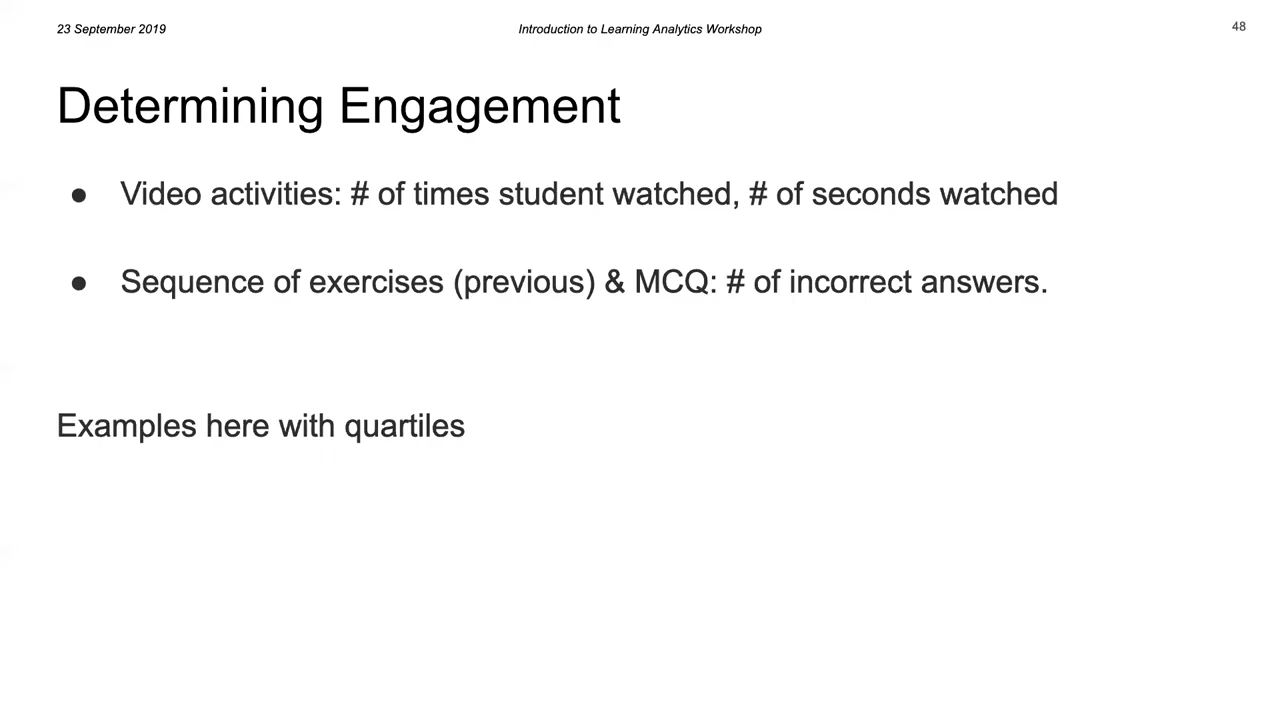 23 September 2019
Introduction to Learning Analytics Workshop
48
Determining Engagement
● Video activities: # of times student watched, # of seconds watched
● Sequence of exercises (previous) & MCQ: # of incorrect answers.
Examples here with quartiles